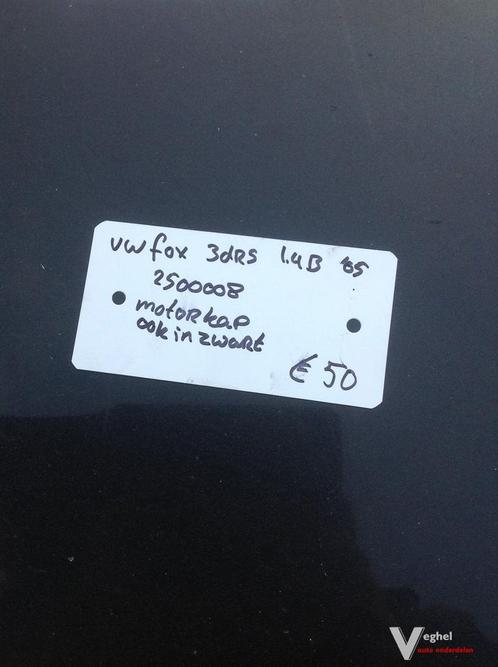 vw fox 3dRS 1.4B '05
2500008
motorkap
ook in zwart
€ 50
Veghel
auto onderdelen